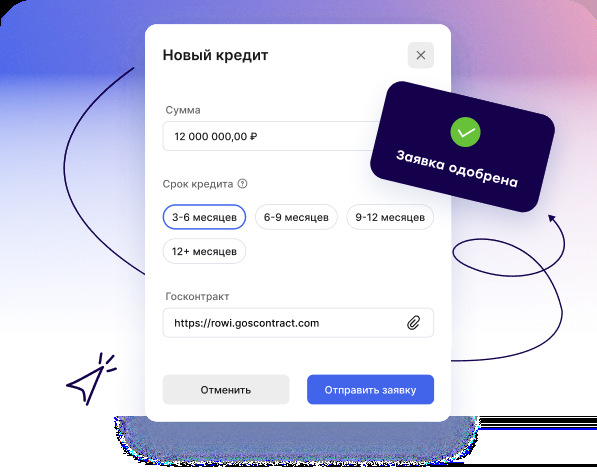 Новый кредит
Сумма
12 000 000,00 ₽
Заявка одобрена
Срок кредита
3-6 месяцев
6-9 месяцев
9-12 месяцев
12+ месяцев
Госконтракт
https://rowi.goscontract.com
Отменить
Отправить заявку